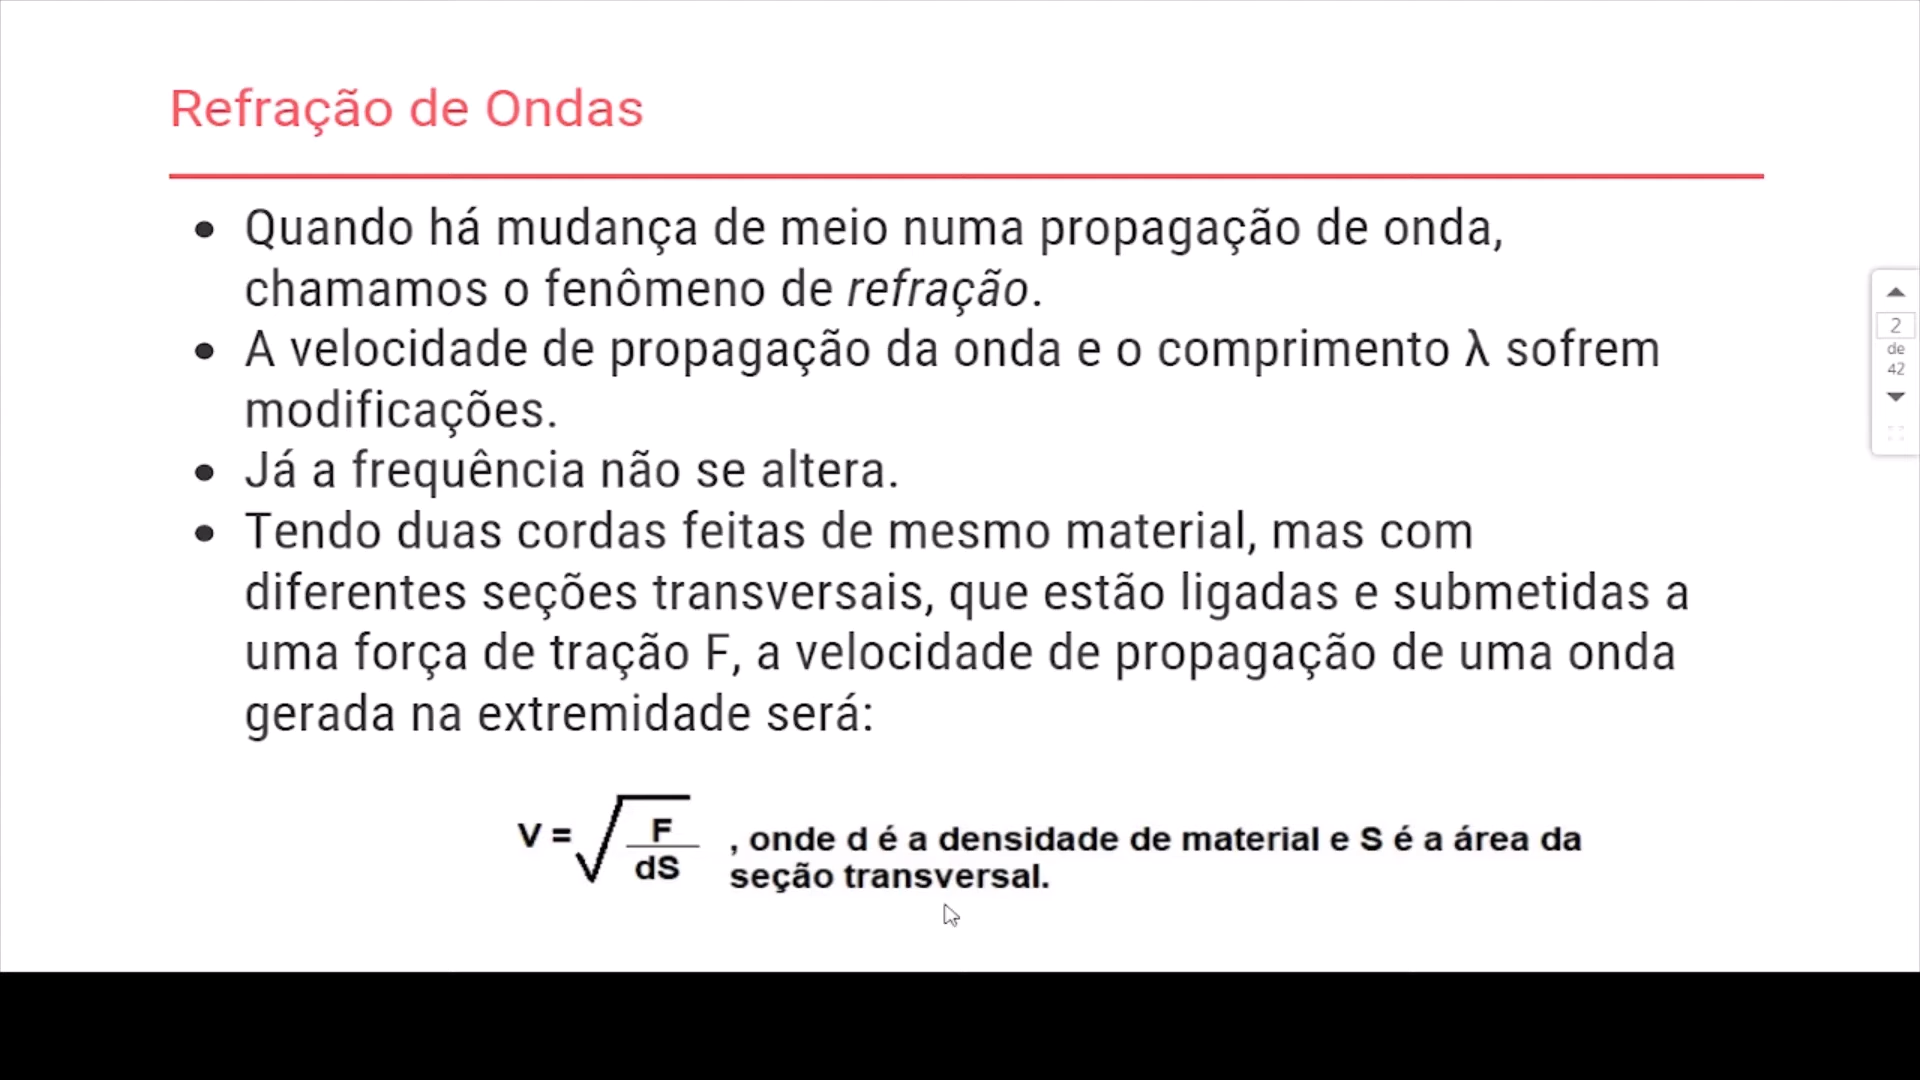 Refração de Ondas
• Quando há mudança de meio numa propagação de onda,
chamamos o fenômeno de refração.
• A velocidade de propagação da onda e o comprimento λ sofrem
modificações.
• Já a frequência não se altera.
• Tendo duas cordas feitas de mesmo material, mas com
diferentes seções transversais, que estão ligadas e submetidas a
uma força de tração F, a velocidade de propagação de uma onda
gerada na extremidade será:
V = √ F / dS , onde d é a densidade de material e S é a área da
seção transversal.
2
de
42